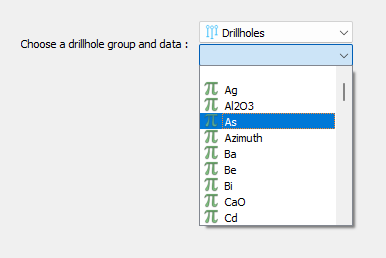 Drillholes
Choose a drillhole group and data :
Ag
Al2O3
As
Azimuth
Ba
Be
Bi
CaO
Cd